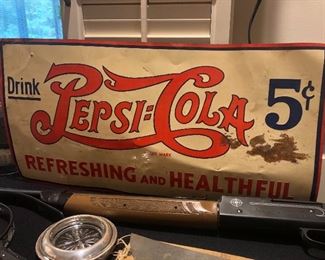 Drink
PEPSI=COLA
5¢
REFRESHING AND HEALTHFUL